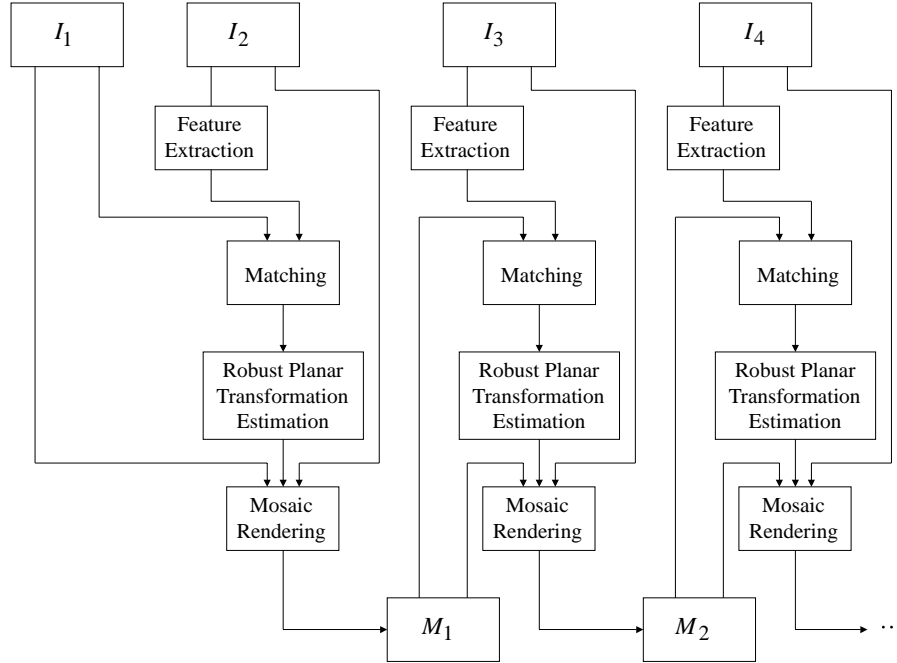 I1
I2
I3
I4
Feature
Extraction
Feature
Extraction
Feature
Extraction
Matching
Matching
Matching
Robust Planar
Transformation
Estimation
Robust Planar
Transformation
Estimation
Robust Planar
Transformation
Estimation
Mosaic
Rendering
Mosaic
Rendering
Mosaic
Rendering
M1
M2
..